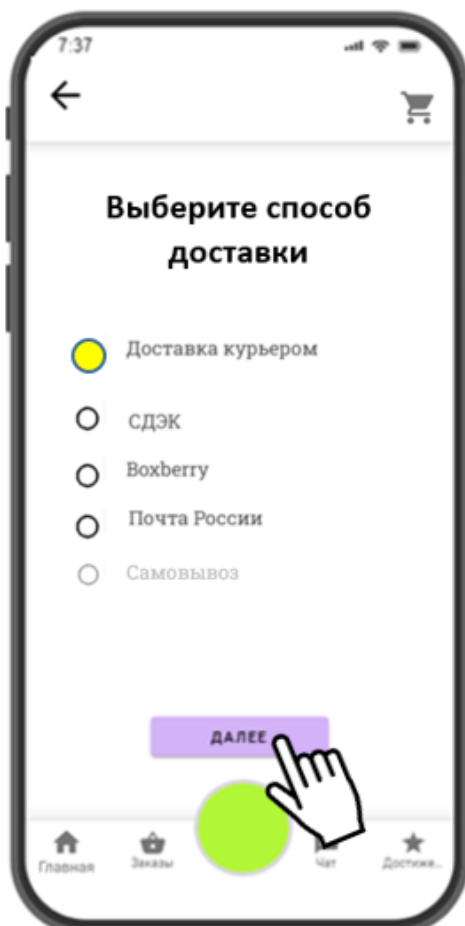 7:37
Выберите способ
доставки
Доставка курьером
СДЭК
Boxberry
Почта России
Самовывоз
ДАЛЕЕ
Главная
Заказы
Чат
Достиже...